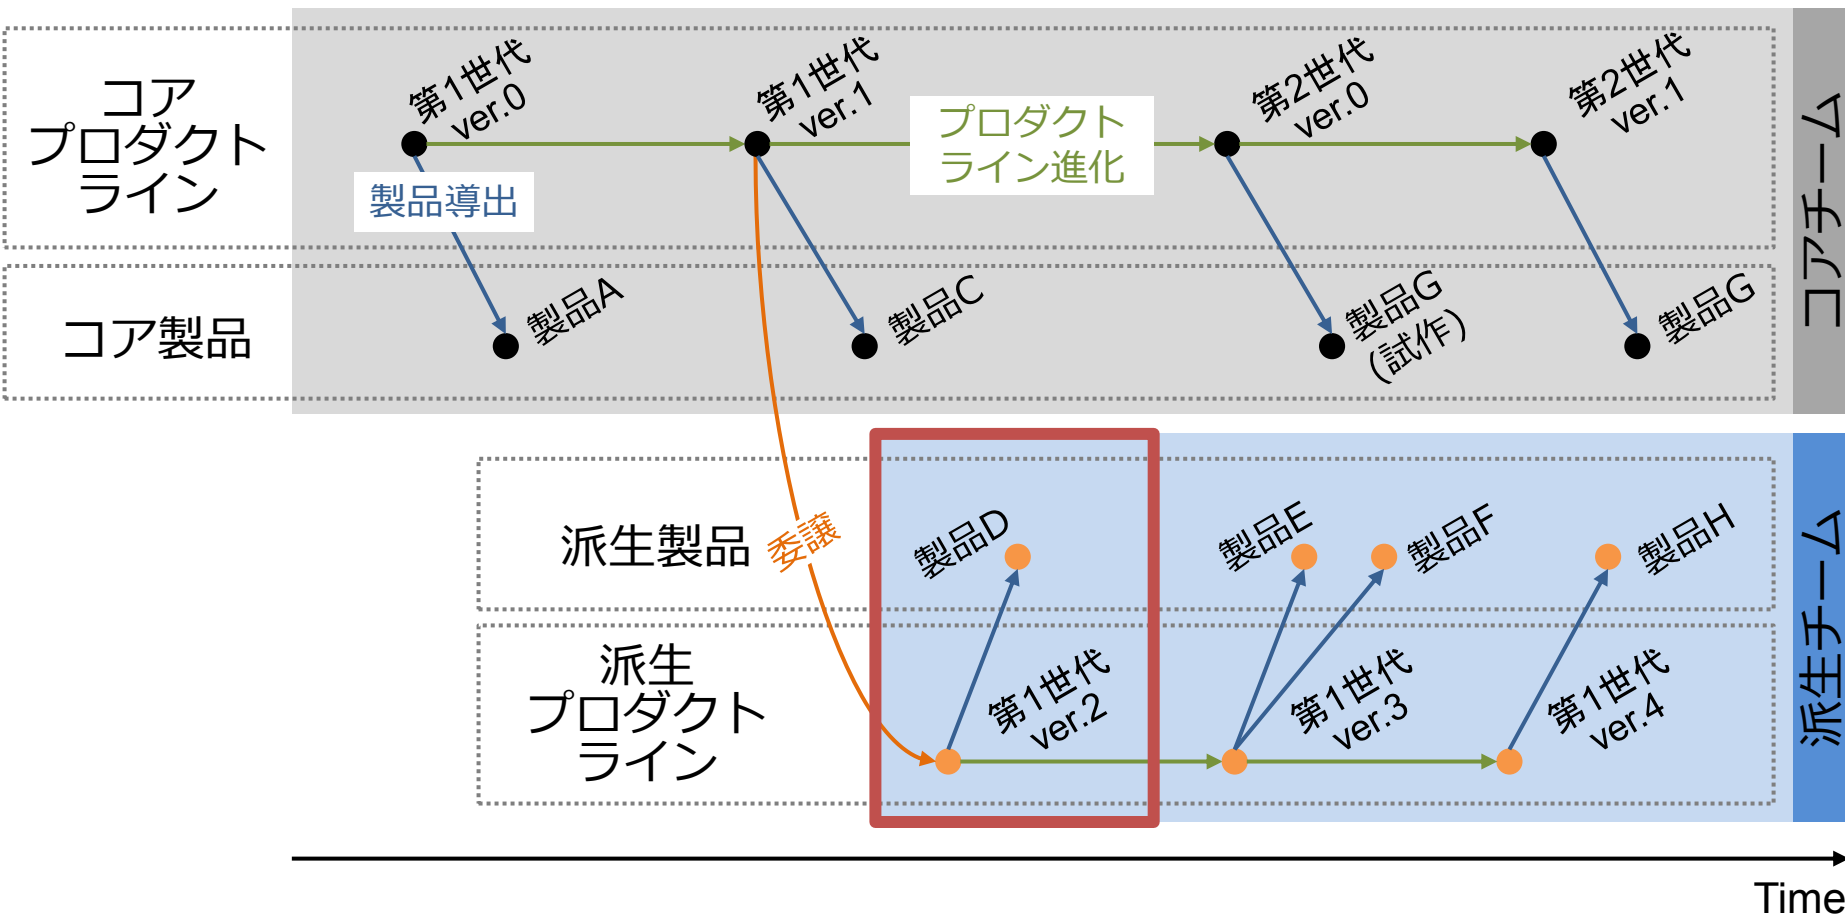 コア
プロダクト
ライン
第1世代
ver.0
第1世代
ver.1
プロダクト
ライン進化
第2世代
ver.0
第2世代
ver.1
製品導出
コアチーム
コア製品
製品A
製品C
製品G
(試作)
製品G
派生製品
委譲
製品D
製品E
製品F
製品H
派生チーム
派生
プロダクト
ライン
第1世代
ver.2
第1世代
ver.3
第1世代
ver.4
Time